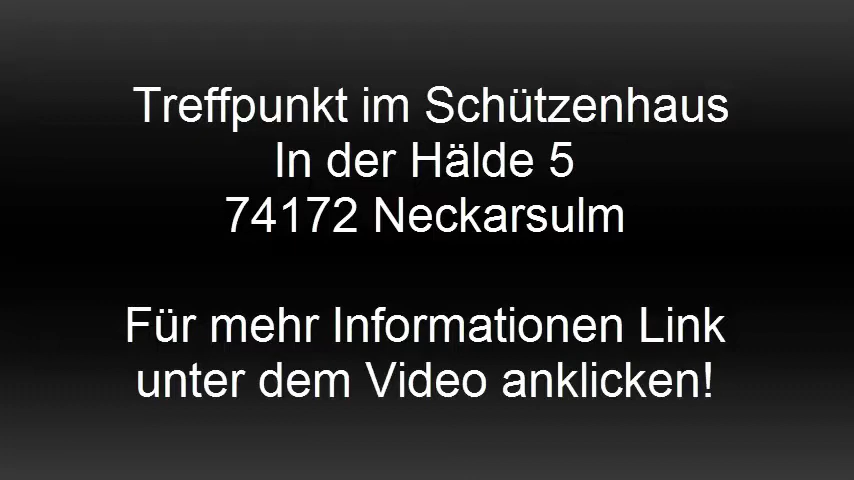 Treffpunkt im Schützenhaus
In der Hälde 5
74172 Neckarsulm
Für mehr Informationen Link
unter dem Video anklicken!